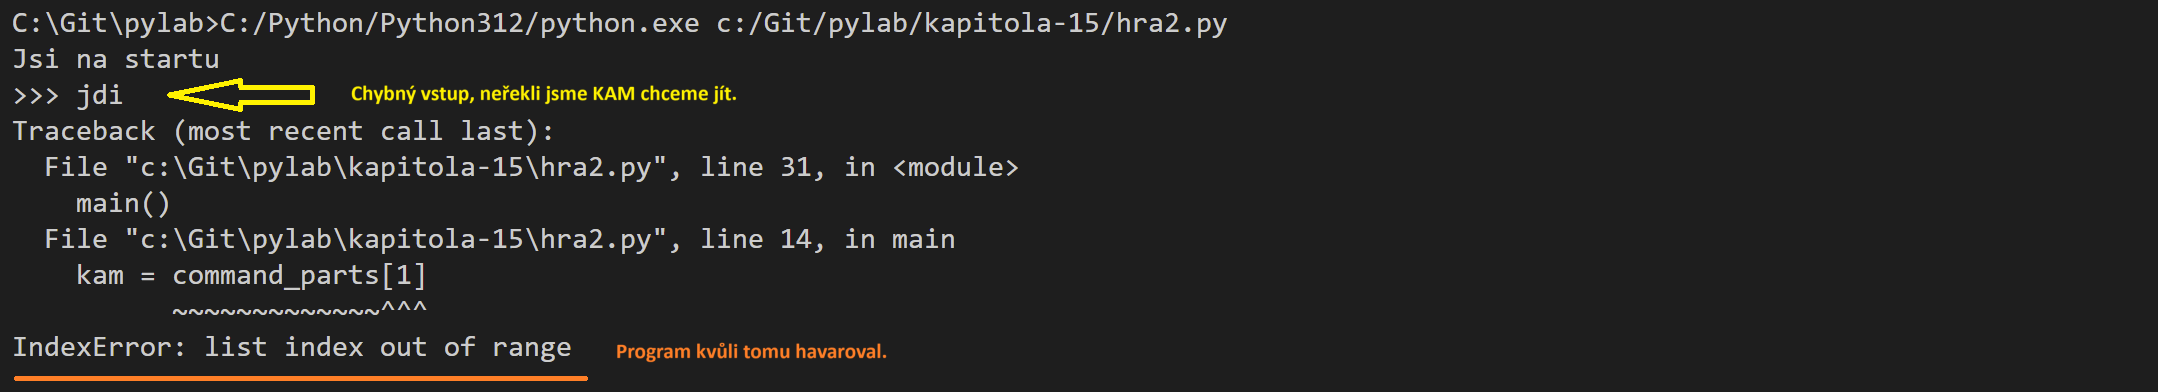 C:\Git\pylab>C:/Python/Python312/python.exe c:/Git/pylab/kapitola-15/hra2.py
Jsi na startu
>>> jdi
Chybný vstup, neřekli jsme KAM chceme jít.
Traceback (most recent call last):
  File "c:\Git\pylab\kapitola-15\hra2.py", line 31, in <module>
    main()
  File "c:\Git\pylab\kapitola-15\hra2.py", line 14, in main
    kam = command_parts[1]
          ~~~~~~~~~~~~~^^^
IndexError: list index out of range
Program kvůli tomu havaroval.